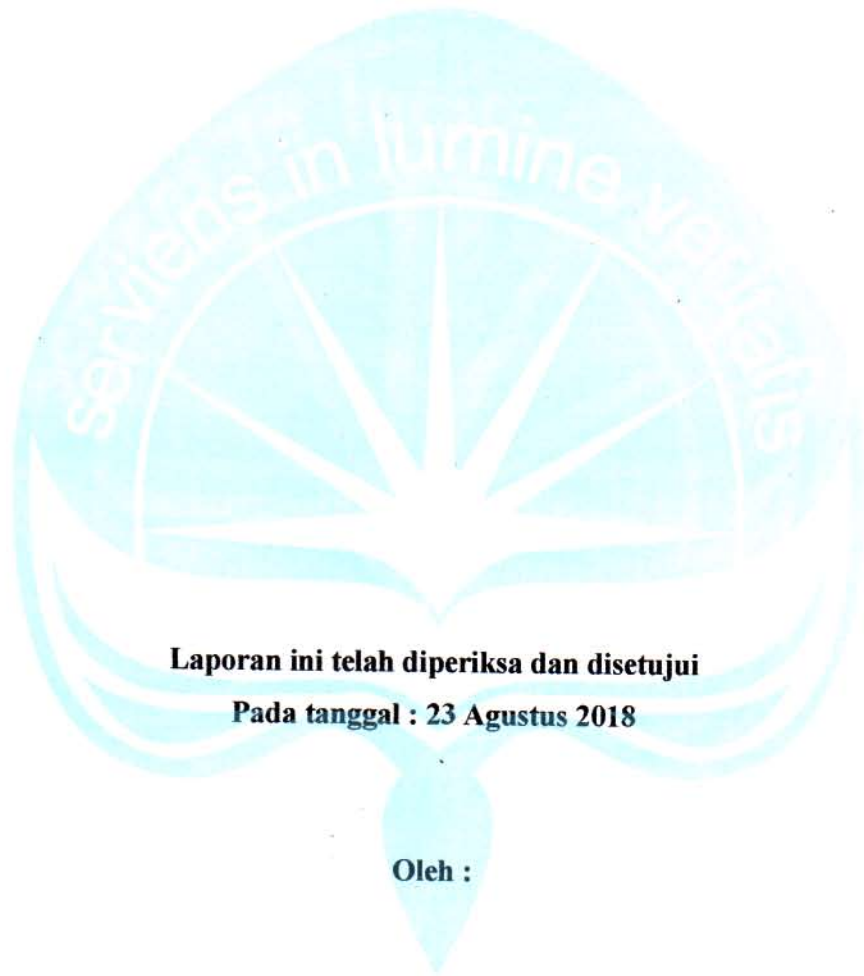 serviens in lumine veritatis
Laporan ini telah diperiksa dan disetujui
Pada tanggal : 23 Agustus 2018
Oleh :